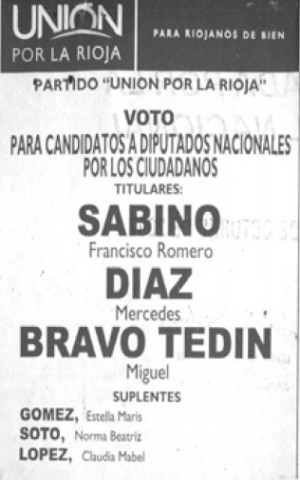 UNIÓN
POR LA RIOJA
PARA RIOJANOS DE BIEN
PARTIDO "UNION POR LA RIOJA"
VOTO
PARA CANDIDATOS A DIPUTADOS NACIONALES
POR LOS CIUDADANOS
TITULARES:
SABINO
Francisco Romero
DIAZ
Mercedes
BRAVO TEDIN
Miguel
SUPLENTES
GOMEZ, Estella Maris
SOTO, Norma Beatriz
LOPEZ, Claudia Mabel